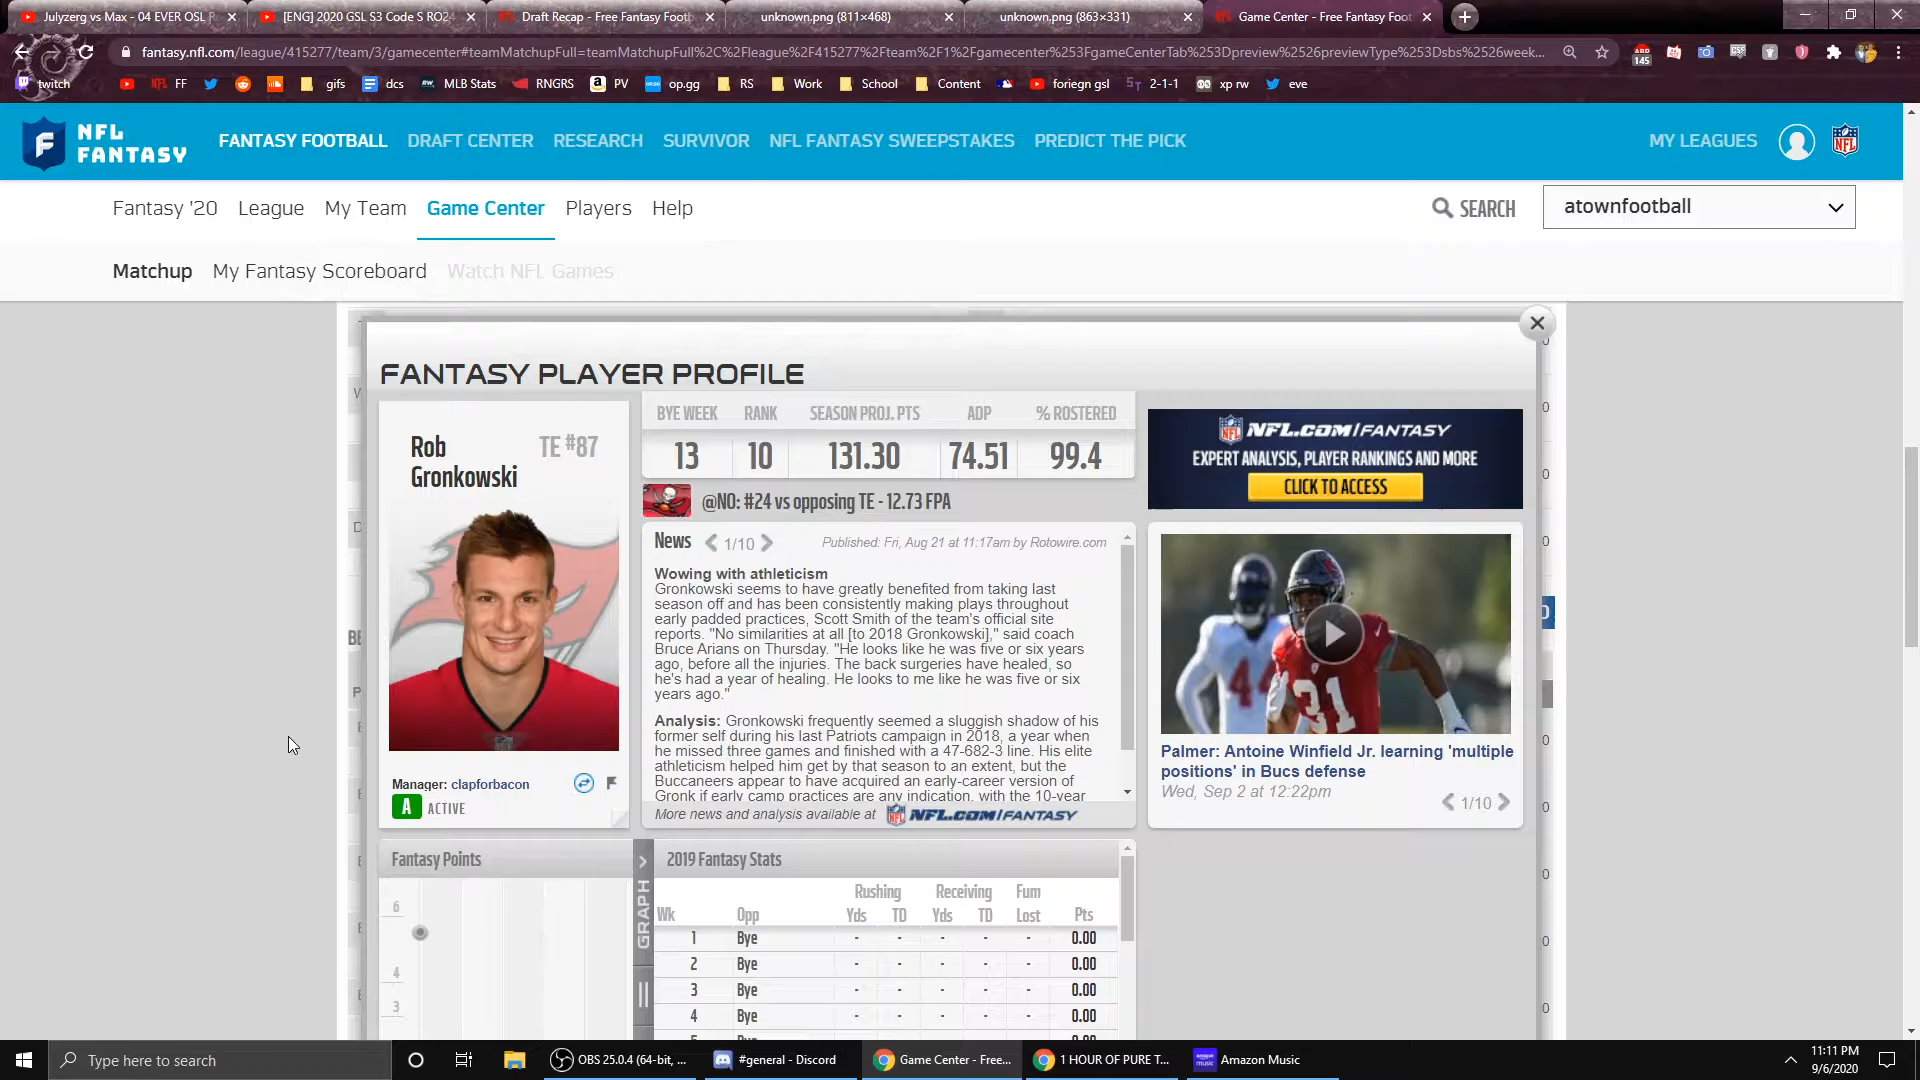 Julyzerg vs Max - 04 EVER OSL R
[ENG] 2020 GSL S3 Code S RO24
Draft Recap - Free Fantasy Footb
unknown.png (811×468)
unknown.png (863×331)
Game Center - Free Fantasy Foot
fantasy.nfl.com/league/415277/team/3/gamecenter#teamMatchupFull=teamMatchupFull%2C%2Fleague%2F415277%2Fteam%2F1%2Fgamecenter%253FgameCenterTab%253Dpreview%2526previewType%253Dsbs%2526week...
145
twitch
FF
gifs
dcs
MLB Stats
RNGRS
PV
op.gg
RS
Work
School
Content
foriegn gsl
2-1-1
xp rw
eve
NFL FANTASY
FANTASY FOOTBALL
DRAFT CENTER
RESEARCH
SURVIVOR
NFL FANTASY SWEEPSTAKES
PREDICT THE PICK
MY LEAGUES
Fantasy '20
League
My Team
Game Center
Players
Help
SEARCH
atownfootball
Matchup
My Fantasy Scoreboard
Watch NFL Games
FANTASY PLAYER PROFILE
Rob Gronkowski
TE #87
BYE WEEK RANK SEASON PROJ. PTS ADP % ROSTERED
13 10 131.30 74.51 99.4
@NO: #24 vs opposing TE - 12.73 FPA
NFL.COM/FANTASY
EXPERT ANALYSIS, PLAYER RANKINGS AND MORE
CLICK TO ACCESS
News 1/10 Published: Fri, Aug 21 at 11:17am by Rotowire.com
Wowing with athleticism
Gronkowski seems to have greatly benefited from taking last
season off and has been consistently making plays throughout
early padded practices, Scott Smith of the team's official site
reports. "No similarities at all [to 2018 Gronkowski]," said coach
Bruce Arians on Thursday. "He looks like he was five or six years
ago, before all the injuries. The back surgeries have healed, so
he's had a year of healing. He looks to me like he was five or six
years ago."
Analysis: Gronkowski frequently seemed a sluggish shadow of his
former self during his last Patriots campaign in 2018, a year when
he missed three games and finished with a 47-682-3 line. His elite
athleticism helped him get by that season to an extent, but the
Buccaneers appear to have acquired an early-career version of
Gronk if early camp practices are any indication, with the 10-year
More news and analysis available at NFL.COM/FANTASY
Manager: clapforbacon
A ACTIVE
31
Palmer: Antoine Winfield Jr. learning 'multiple
positions' in Bucs defense
Wed, Sep 2 at 12:22pm
1/10
Fantasy Points
6
4
3
GRAPH
2019 Fantasy Stats
Rushing Receiving Fum
Wk Opp Yds TD Yds TD Lost Pts
1 Bye - - - - - 0.00
2 Bye - - - - - 0.00
3 Bye - - - - - 0.00
4 Bye - - - - - 0.00
Type here to search
OBS 25.0.4 (64-bit, ...
#general - Discord
Game Center - Free...
1 HOUR OF PURE T...
Amazon Music
11:11 PM
9/6/2020